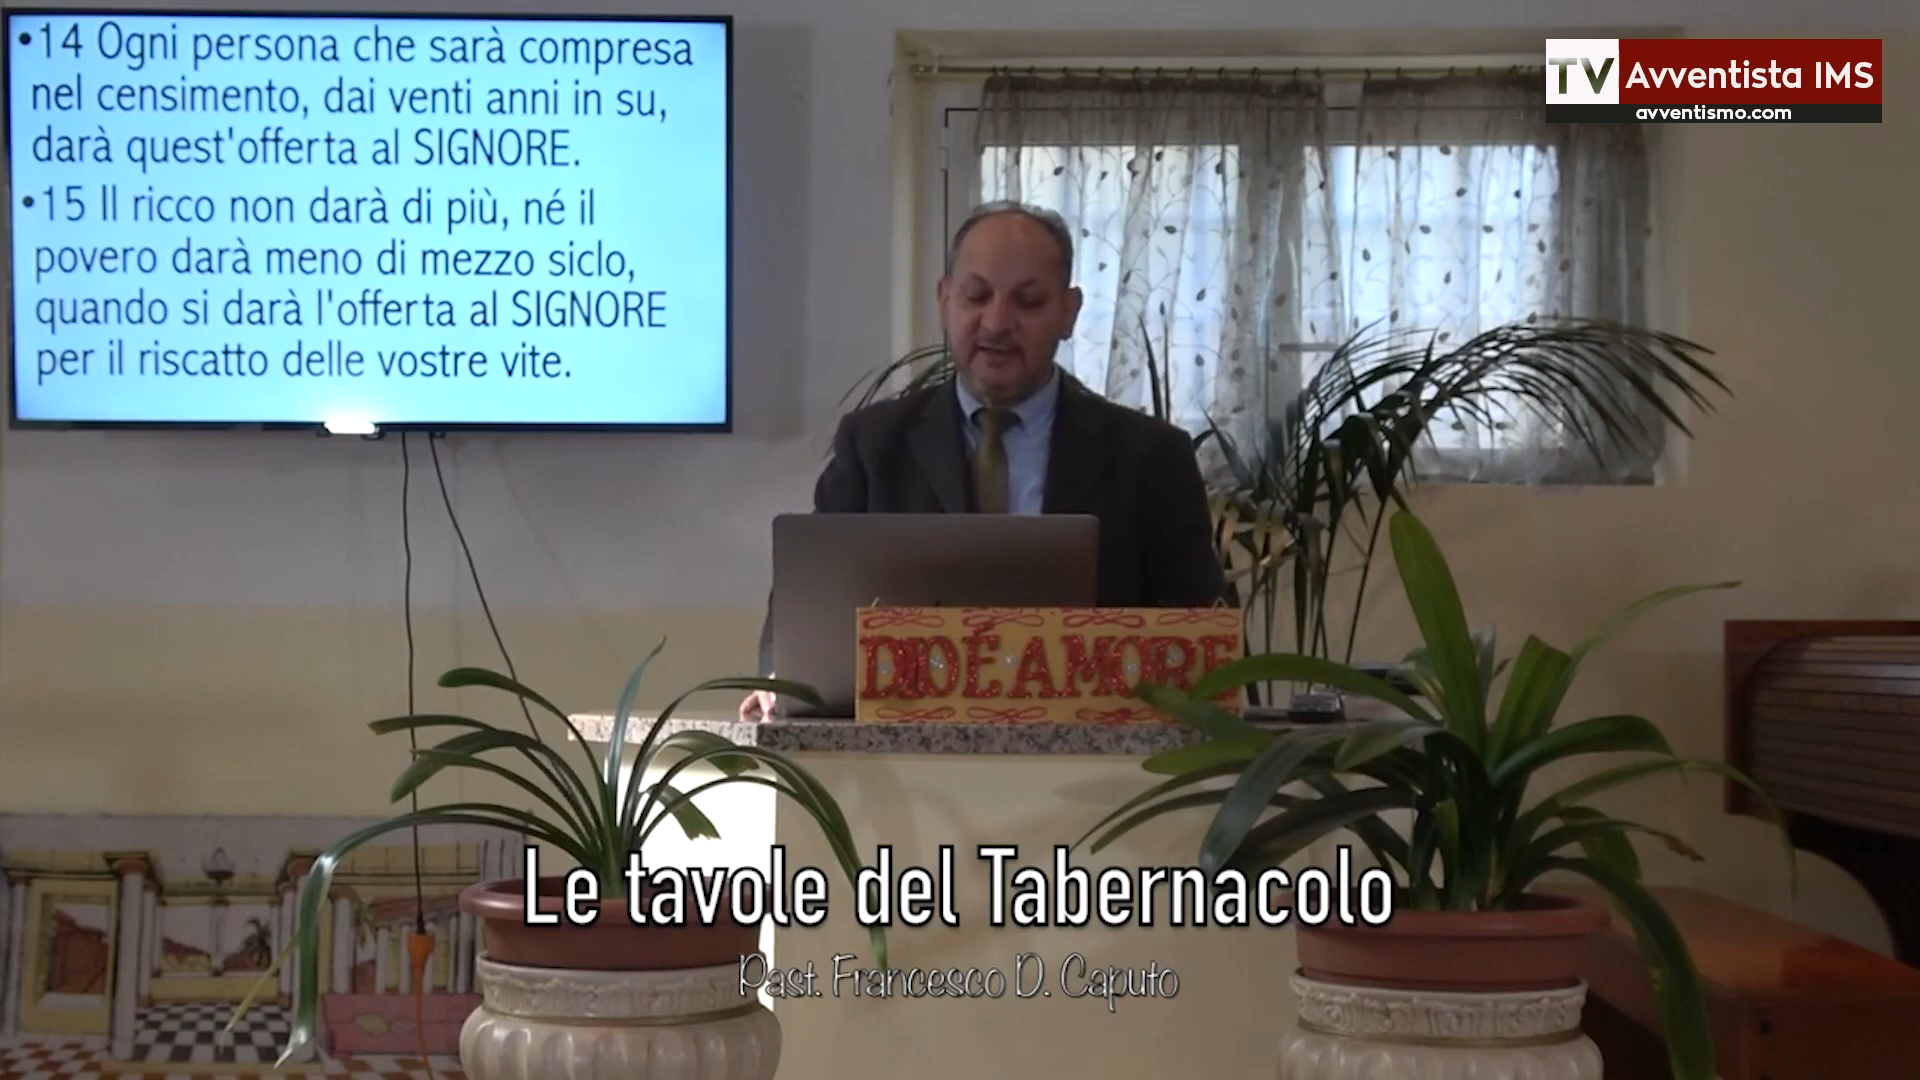 •14 Ogni persona che sarà compresa
nel censimento, dai venti anni in su,
darà quest'offerta al SIGNORE.
•15 Il ricco non darà di più, né il
povero darà meno di mezzo siclo,
quando si darà l'offerta al SIGNORE
per il riscatto delle vostre vite.
TV Avventista IMS
avventismo.com
DIO É AMORE
Le tavole del Tabernacolo
Past. Francesco D. Caputo